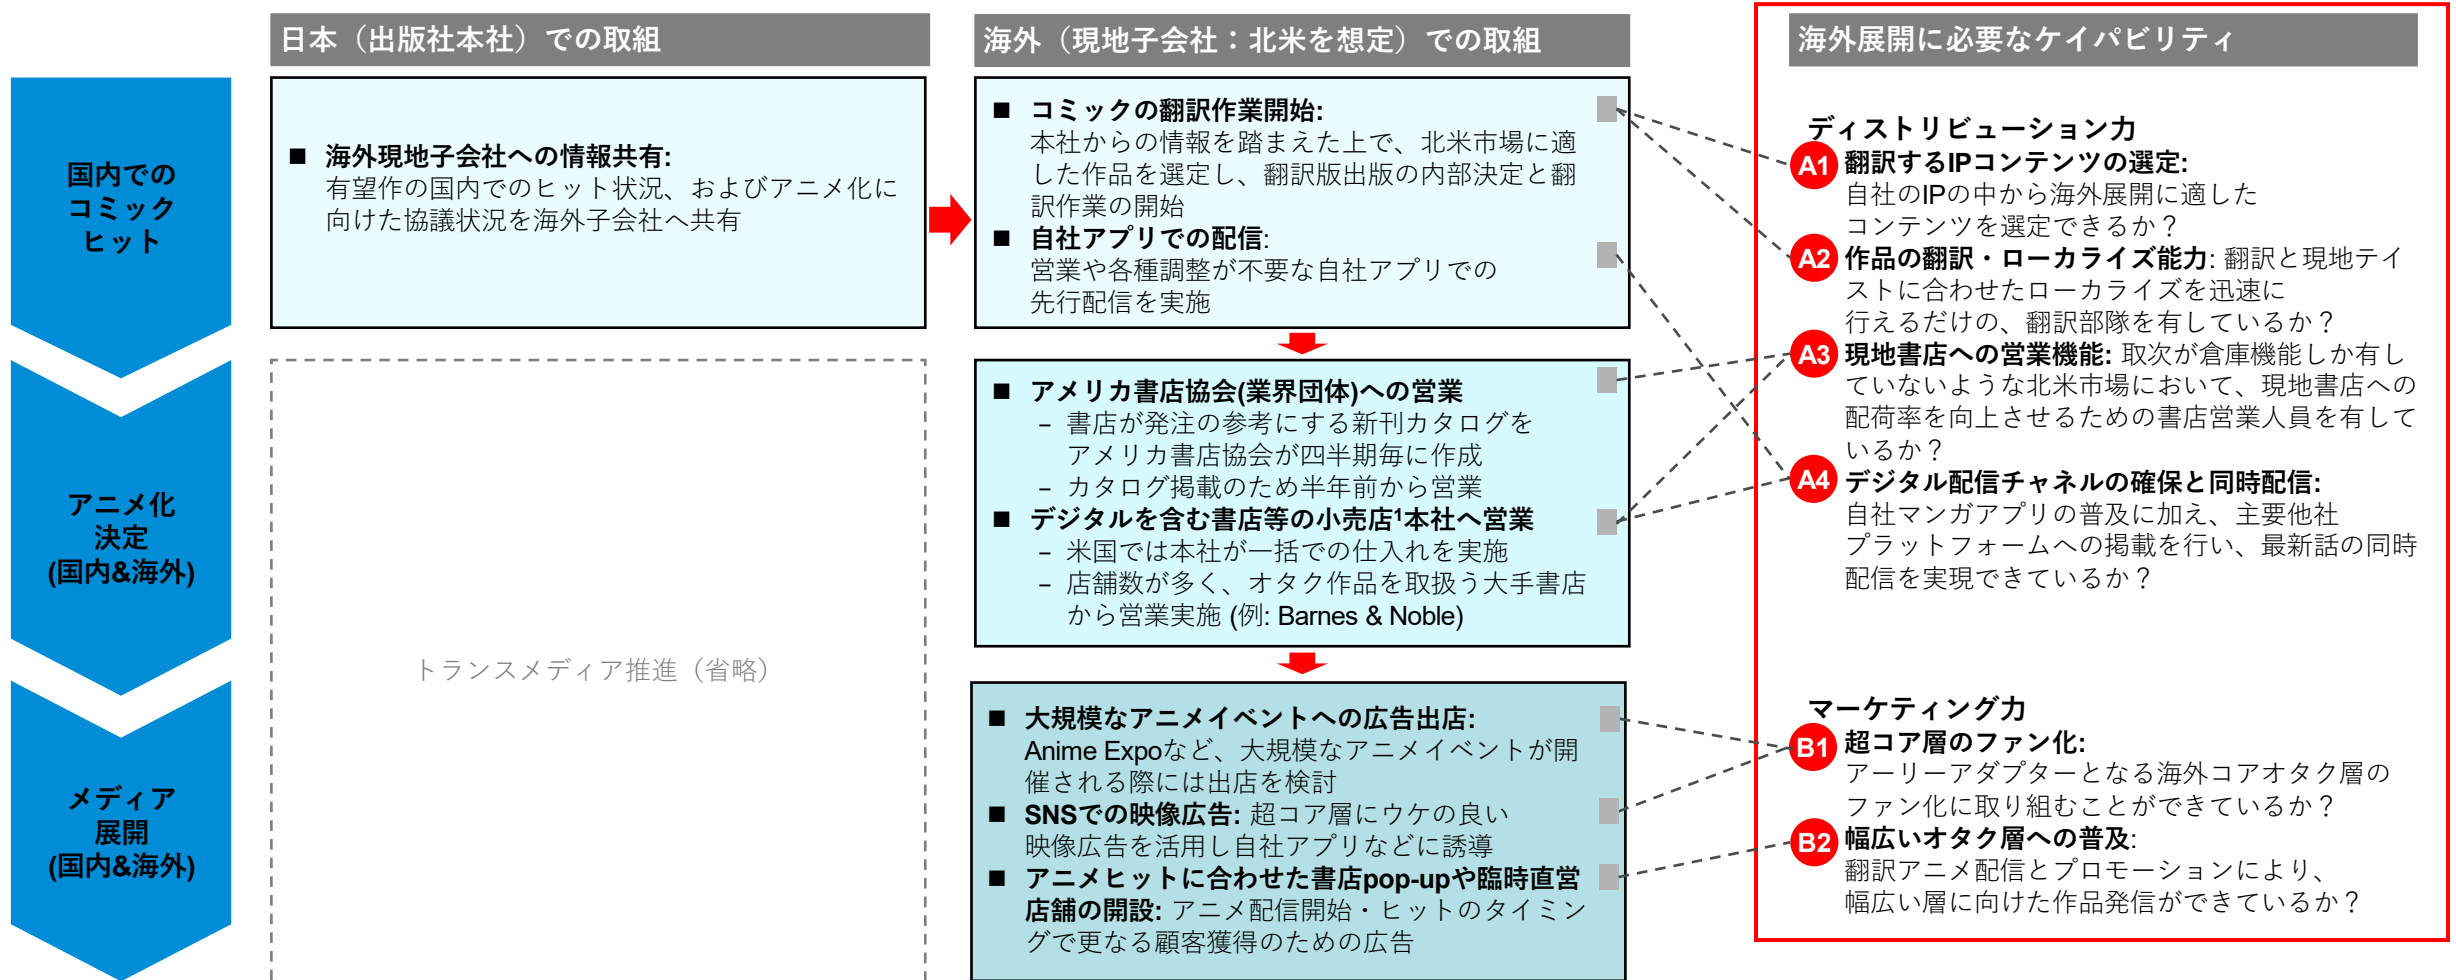 日本（出版社本社）での取組
海外（現地子会社：北米を想定）での取組
海外展開に必要なケイパビリティ
国内での
コミック
ヒット
■ 海外現地子会社への情報共有:
有望作の国内でのヒット状況、およびアニメ化に
向けた協議状況を海外子会社へ共有
■ コミックの翻訳作業開始:
本社からの情報を踏まえた上で、北米市場に適
した作品を選定し、翻訳版出版の内部決定と翻
訳作業の開始
■ 自社アプリでの配信:
営業や各種調整が不要な自社アプリでの
先行配信を実施
アニメ化
決定
(国内&海外)
トランスメディア推進（省略）
■ アメリカ書店協会(業界団体)への営業
– 書店が発注の参考にする新刊カタログを
アメリカ書店協会が四半期毎に作成
– カタログ掲載のため半年前から営業
■ デジタルを含む書店等の小売店¹本社へ営業
– 米国では本社が一括での仕入れを実施
– 店舗数が多く、オタク作品を取扱う大手書店
から営業実施 (例: Barnes & Noble)
メディア
展開
(国内&海外)
■ 大規模なアニメイベントへの広告出店:
Anime Expoなど、大規模なアニメイベントが開
催される際には出店を検討
■ SNSでの映像広告: 超コア層にウケの良い
映像広告を活用し自社アプリなどに誘導
■ アニメヒットに合わせた書店pop-upや臨時直営
店舗の開設: アニメ配信開始・ヒットのタイミン
グで更なる顧客獲得のための広告
ディストリビューション力
A1 翻訳するIPコンテンツの選定:
自社のIPの中から海外展開に適した
コンテンツを選定できるか？
A2 作品の翻訳・ローカライズ能力: 翻訳と現地テイ
ストに合わせたローカライズを迅速に
行えるだけの、翻訳部隊を有しているか？
A3 現地書店への営業機能: 取次が倉庫機能しか有し
ていないような北米市場において、現地書店への
配荷率を向上させるための書店営業人員を有して
いるか？
A4 デジタル配信チャネルの確保と同時配信:
自社マンガアプリの普及に加え、主要他社
プラットフォームへの掲載を行い、最新話の同時
配信を実現できているか？
マーケティング力
B1 超コア層のファン化:
アーリーアダプターとなる海外コアオタク層の
ファン化に取り組むことができているか？
B2 幅広いオタク層への普及:
翻訳アニメ配信とプロモーションにより、
幅広い層に向けた作品発信ができているか？